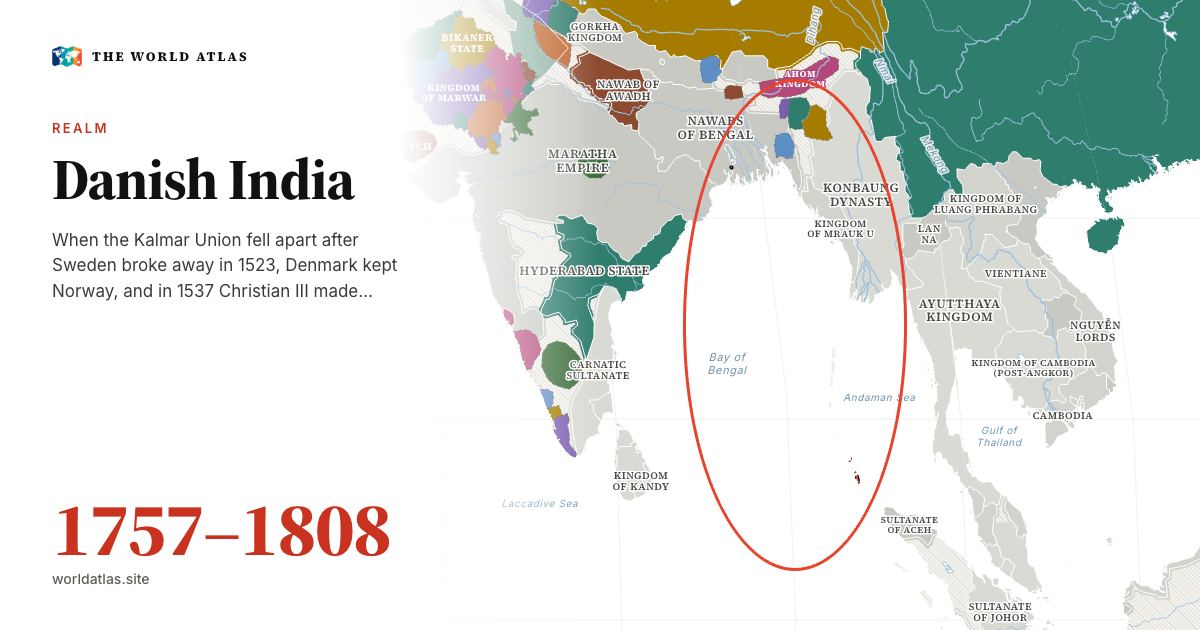 THE WORLD ATLAS
REALM
Danish India
When the Kalmar Union fell apart after
Sweden broke away in 1523, Denmark kept
Norway, and in 1537 Christian III made...
1757–1808
worldatlas.site
BIKANER
STATE
GORKHA
KINGDOM
Dibang
Nmai
KINGDOM
OF MARWAR
NAWAB OF
AWADH
AHOM
KINGDOM
NAWABS
OF BENGAL
TCH
MARATHA
EMPIRE
Mekong
KONBAUNG
DYNASTY
KINGDOM OF
LUANG PHRABANG
KINGDOM
OF MRAUK U
LAN
NA
HYDERABAD STATE
VIENTIANE
AYUTTHAYA
KINGDOM
NGUYỄN
LORDS
Bay of
Bengal
CARNATIC
SULTANATE
KINGDOM OF CAMBODIA
(POST-ANGKOR)
Andaman Sea
CAMBODIA
Gulf of
Thailand
KINGDOM
OF KANDY
Laccadive Sea
SULTANATE
OF ACEH
SULTANATE
OF JOHOR